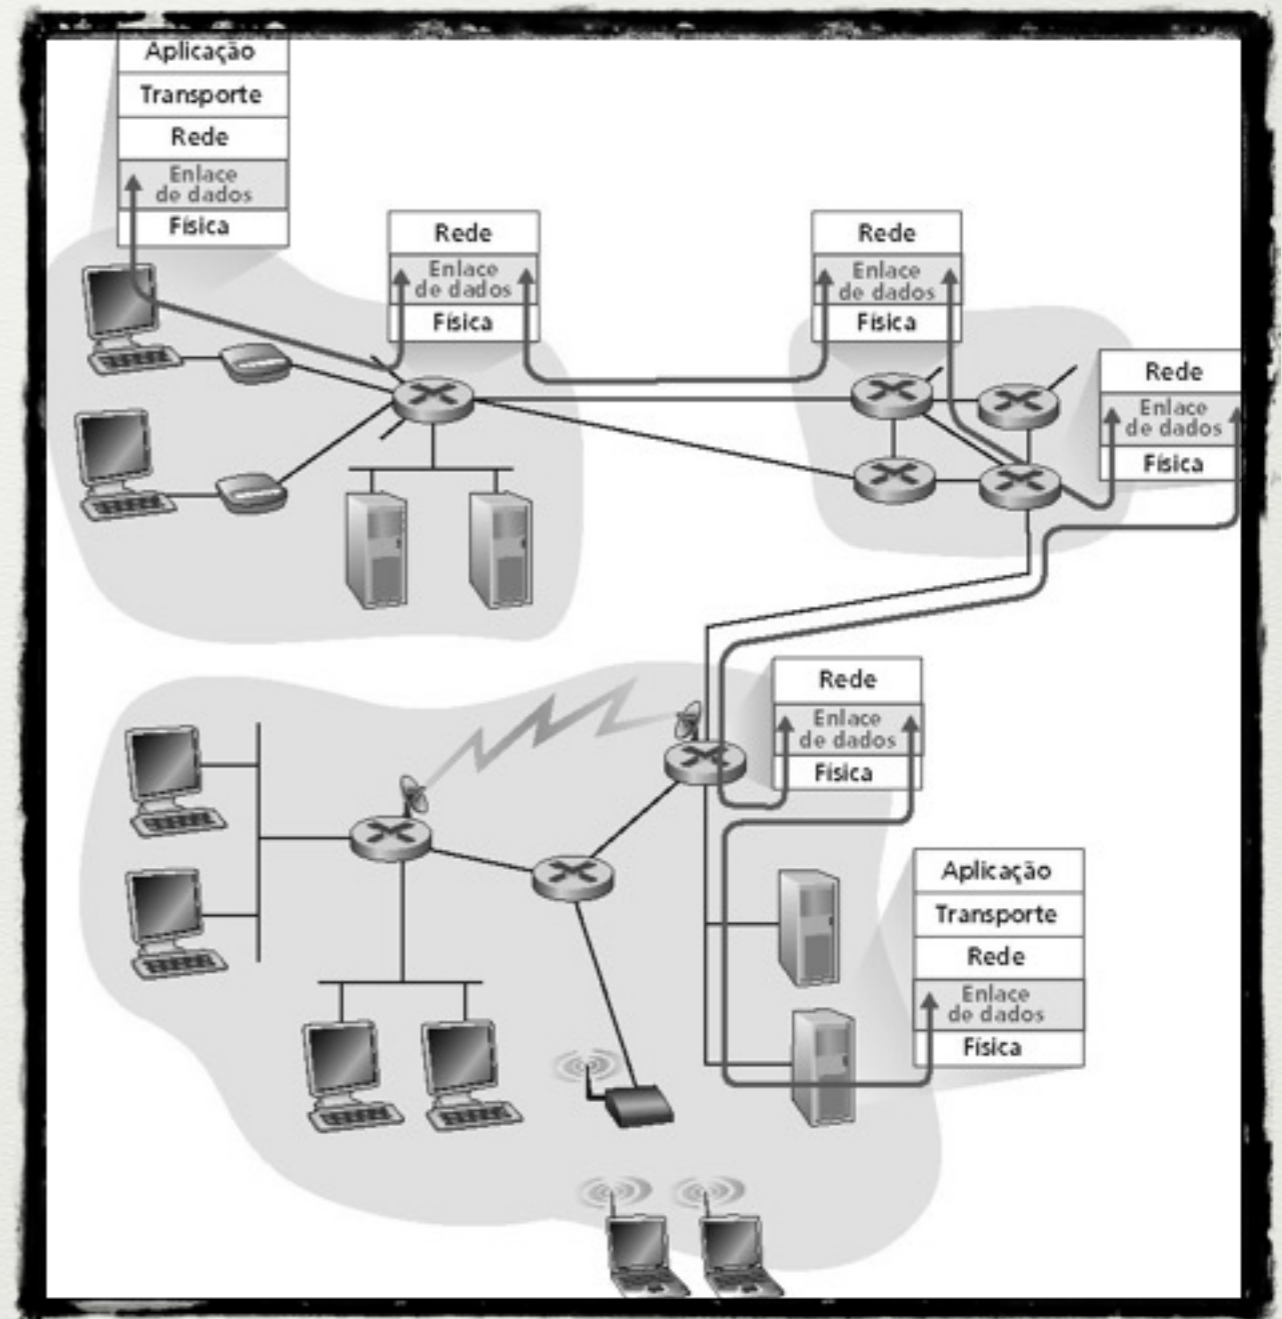 Aplicação
Transporte
Rede
Enlace
de dados
Física
Rede
Enlace
de dados
Física
Rede
Enlace
de dados
Física
Rede
Enlace
de dados
Física
Rede
Enlace
de dados
Física
Aplicação
Transporte
Rede
Enlace
de dados
Física